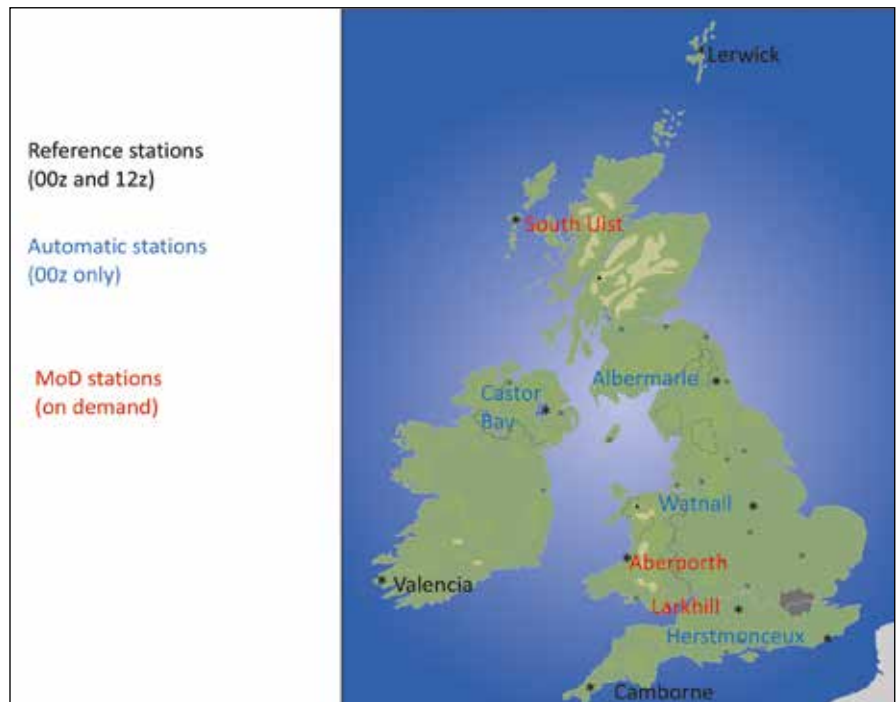 Reference stations
(00z and 12z)
Automatic stations
(00z only)
MoD stations
(on demand)
Lerwick
South Uist
Albermarle
Castor
Bay
Watnall
Aberporth
Valencia
Larkhill
Herstmonceux
Camborne